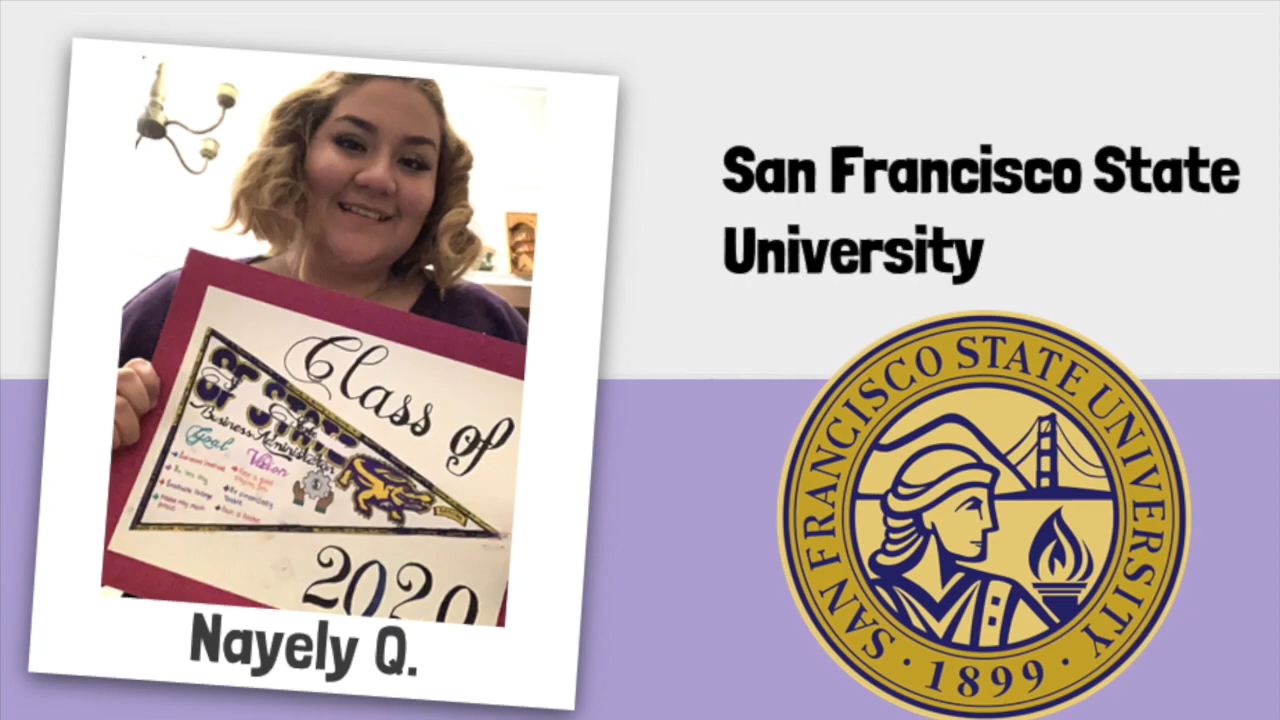 San Francisco State
University
SAN FRANCISCO STATE UNIVERSITY
· 1899 ·
Class of
SF STATE
Business Administration
Goal
Vision
2020
Nayely Q.